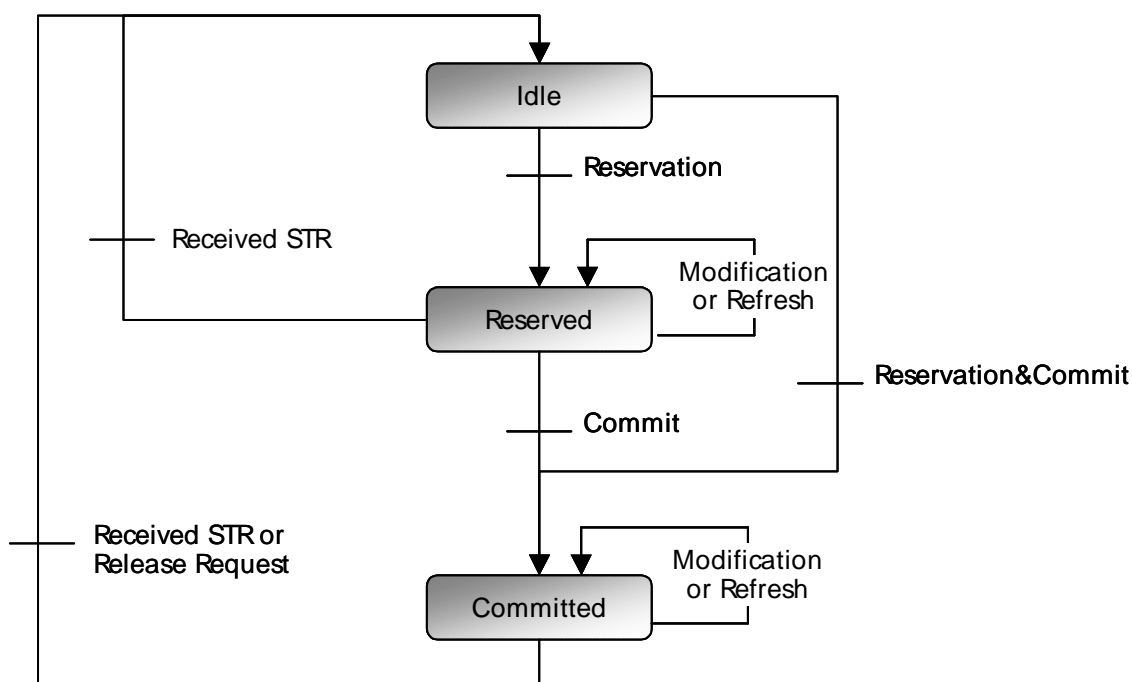 Idle
Reservation
Received STR
Modification
or Refresh
Reserved
Reservation&Commit
Commit
Received STR or
Release Request
Modification
or Refresh
Committed